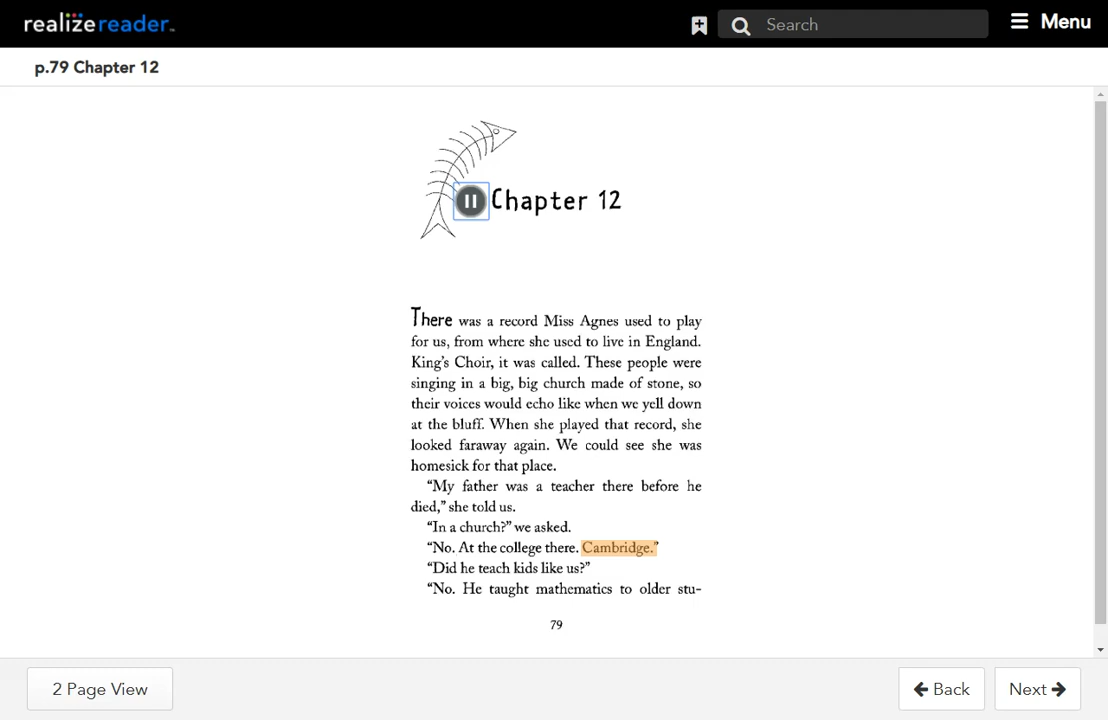 realizereader™
Search
Menu
p.79 Chapter 12
Chapter 12
There was a record Miss Agnes used to play
for us, from where she used to live in England.
King's Choir, it was called. These people were
singing in a big, big church made of stone, so
their voices would echo like when we yell down
at the bluff. When she played that record, she
looked faraway again. We could see she was
homesick for that place.
“My father was a teacher there before he
died,” she told us.
“In a church?” we asked.
“No. At the college there. Cambridge.”
“Did he teach kids like us?”
“No. He taught mathematics to older stu-
79
2 Page View
Back
Next